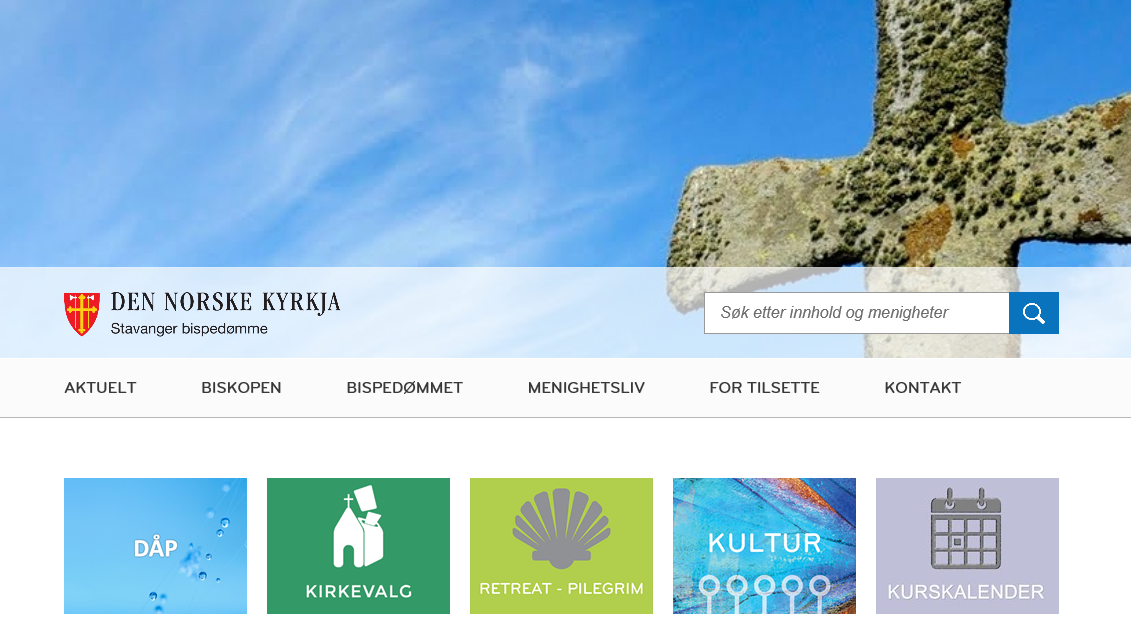 DEN NORSKE KYRKJA
Stavanger bispedømme
Søk etter innhold og menigheter
AKTUELT BISKOPEN BISPEDØMMET MENIGHETSLIV FOR TILSETTE KONTAKT
DÅP
KIRKEVALG
RETREAT - PILEGRIM
KULTUR
KURSKALENDER